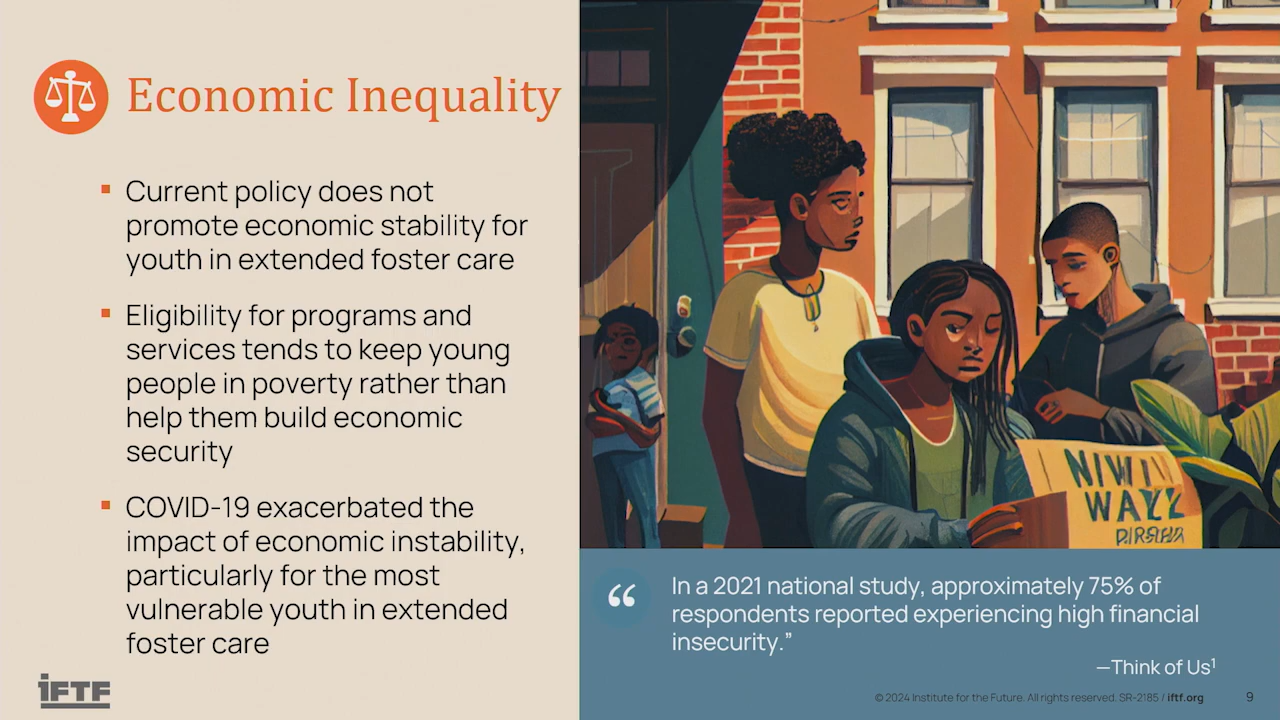 Economic Inequality
Current policy does not
promote economic stability for
youth in extended foster care
Eligibility for programs and
services tends to keep young
people in poverty rather than
help them build economic
security
COVID-19 exacerbated the
impact of economic instability,
particularly for the most
vulnerable youth in extended
foster care
IFTF
WAY
“
In a 2021 national study, approximately 75% of
respondents reported experiencing high financial
insecurity.”
—Think of Us¹
© 2024 Institute for the Future. All rights reserved. SR-2185 / iftf.org
9